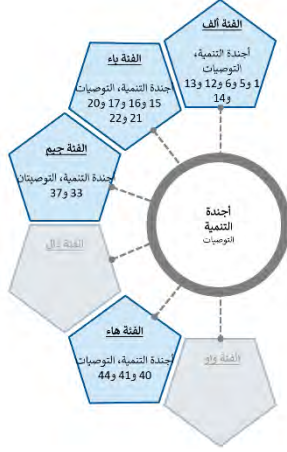 الفئة ألف
أجندة التنمية،
التوصيات
1 و5 و6 و12 و13
و14
الفئة باء
أجندة التنمية، التوصيات
15 و16 و17 و20
21 و22
الفئة جيم
أجندة التنمية، التوصيتان
33 و37
أجندة
التنمية
التوصيات
الفئة دال
الفئة هاء
أجندة التنمية، التوصيات
40 و41 و44
الفئة واو